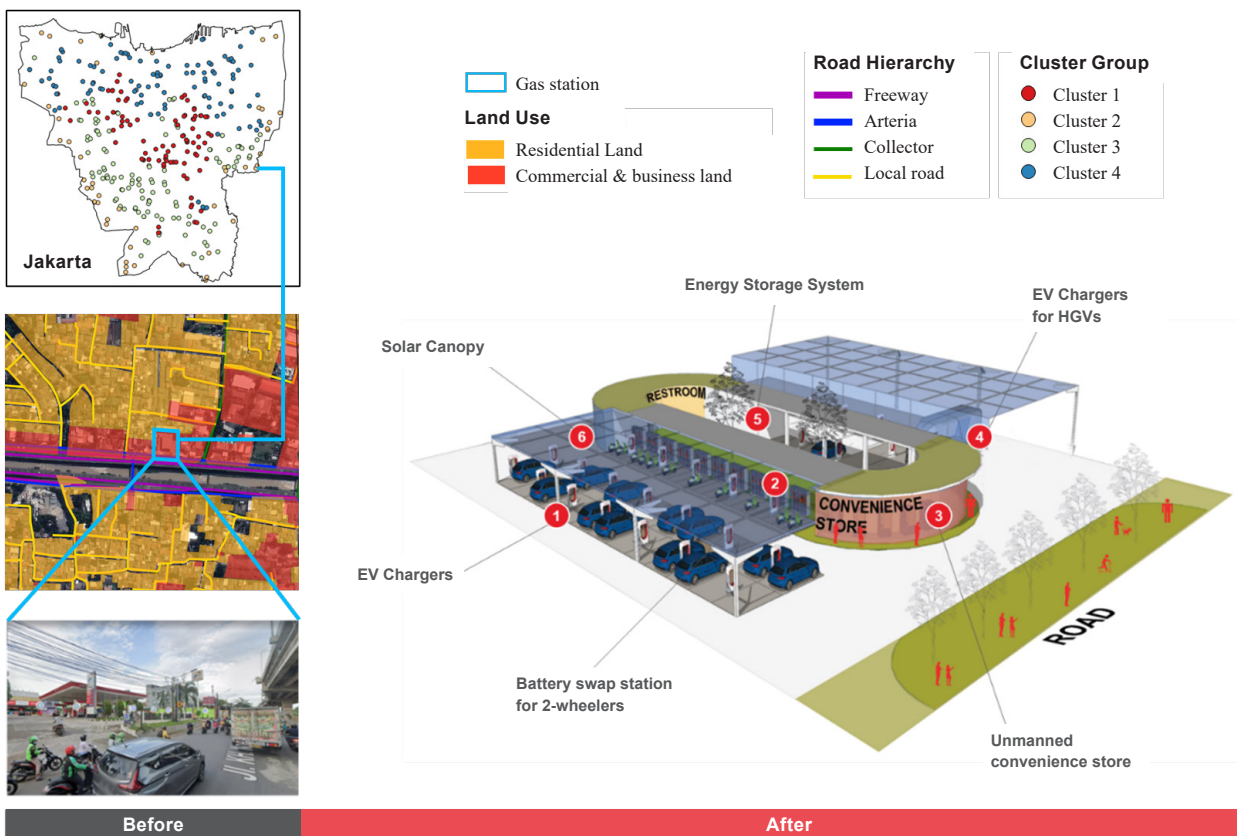 Jakarta
Gas station
Land Use
Residential Land
Commercial & business land
Road Hierarchy
Freeway
Arteria
Collector
Local road
Cluster Group
Cluster 1
Cluster 2
Cluster 3
Cluster 4
Energy Storage System
EV Chargers
for HGVs
Solar Canopy
RESTROOM
5
6
4
2
CONVENIENCE
STORE
3
1
EV Chargers
ROAD
Battery swap station
for 2-wheelers
Unmanned
convenience store
Before
After